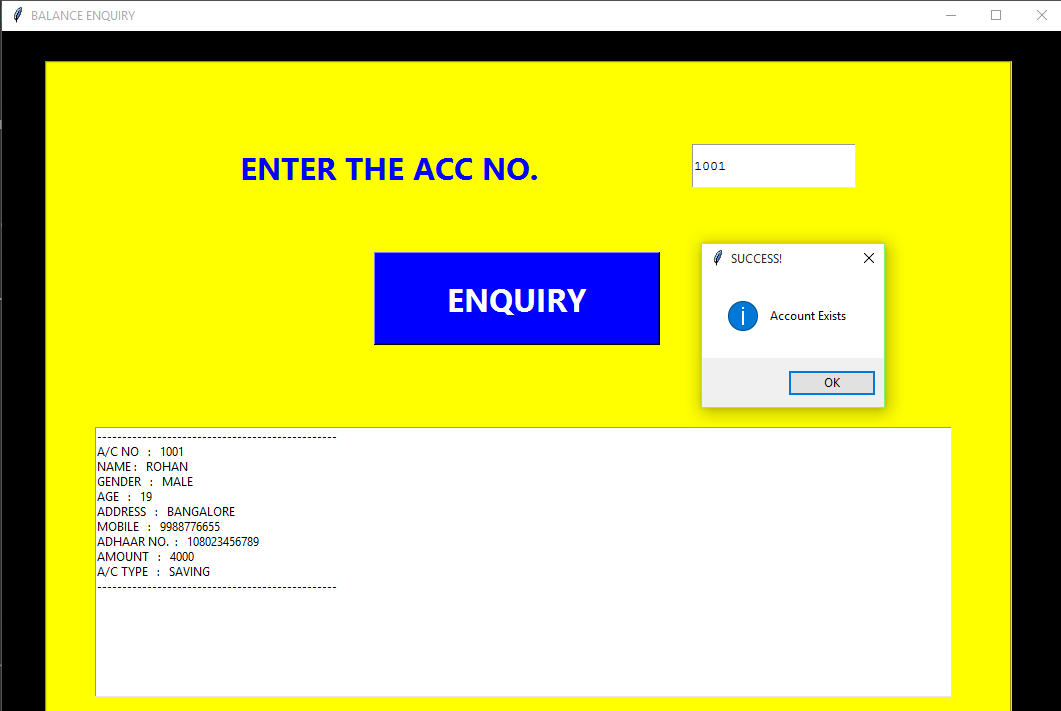 BALANCE ENQUIRY
ENTER THE ACC NO.
1001
ENQUIRY
SUCCESS!
Account Exists
OK
------------------------------------------------
A/C NO : 1001
NAME : ROHAN
GENDER : MALE
AGE : 19
ADDRESS : BANGALORE
MOBILE : 9988776655
ADHAAR NO. : 108023456789
AMOUNT : 4000
A/C TYPE : SAVING
------------------------------------------------